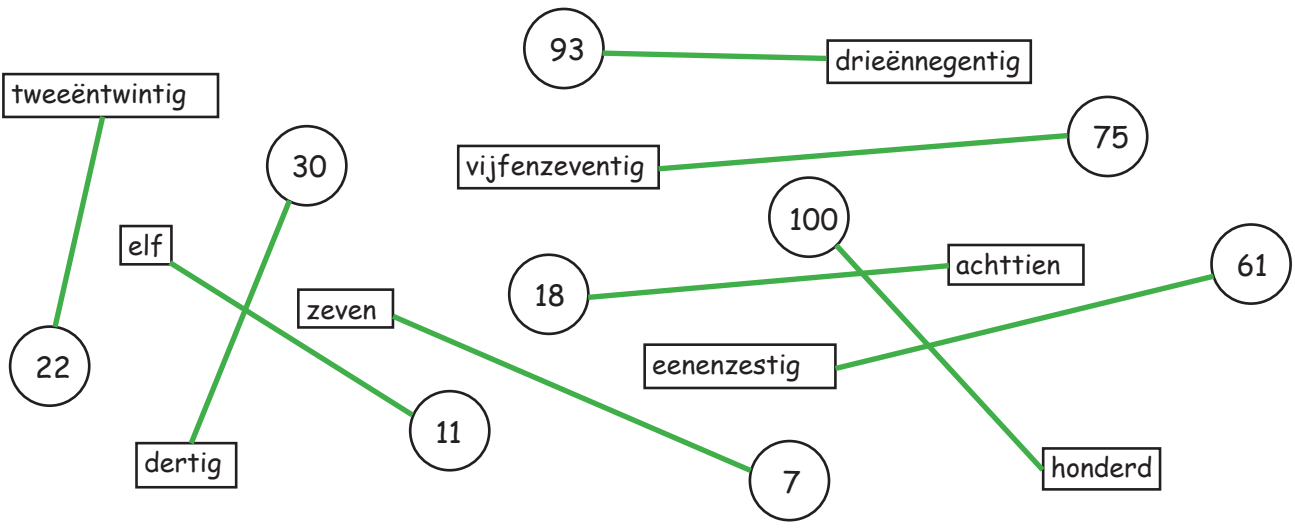 93
drieënnegentig
tweeëntwintig
75
30
vijfenzeventig
100
elf
achttien
61
18
zeven
22
eenenzestig
11
dertig
7
honderd